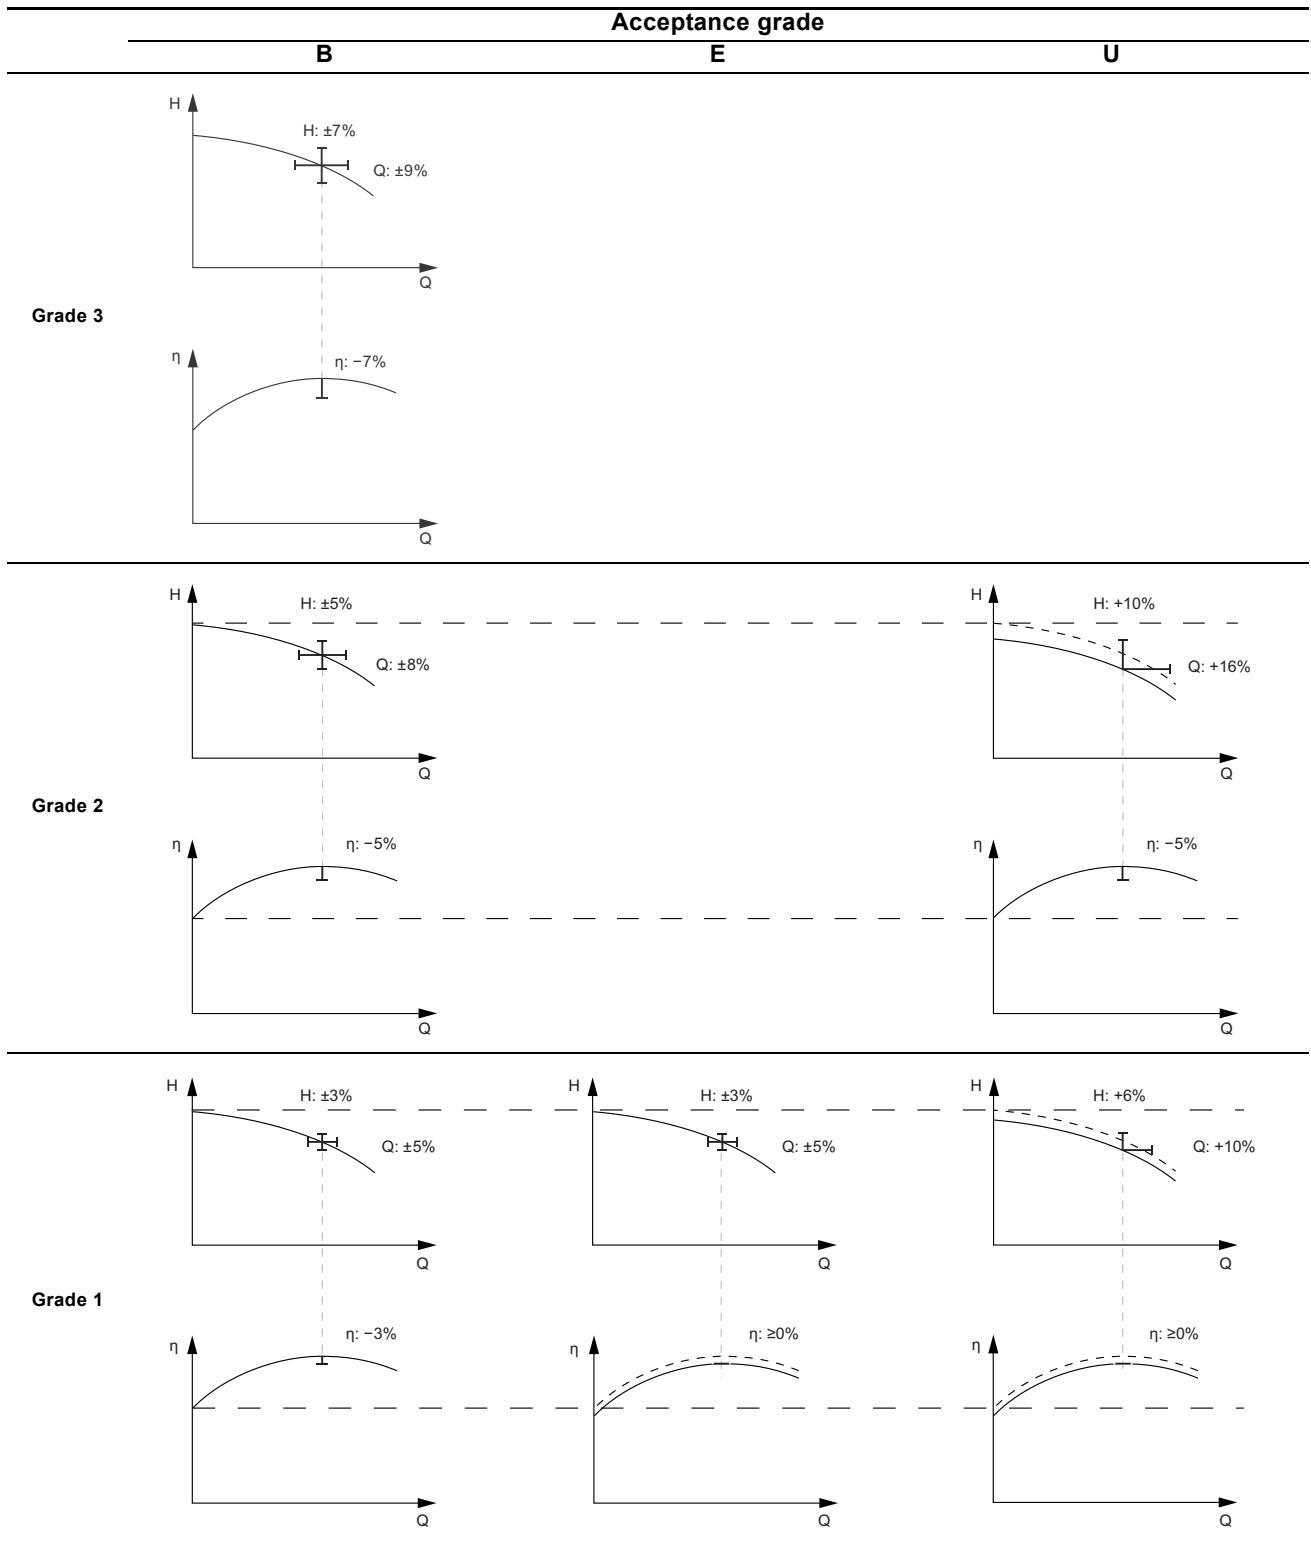 Acceptance grade
B E U
H
H: ±7%
Q: ±9%
Q
Grade 3
η
η: −7%
Q
H
H: ±5%
Q: ±8%
Q
H
H: +10%
Q: +16%
Q
Grade 2
η
η: −5%
Q
η
η: −5%
Q
H
H: ±3%
Q: ±5%
Q
H
H: ±3%
Q: ±5%
Q
H
H: +6%
Q: +10%
Q
Grade 1
η
η: −3%
Q
η
η: ≥0%
Q
η
η: ≥0%
Q